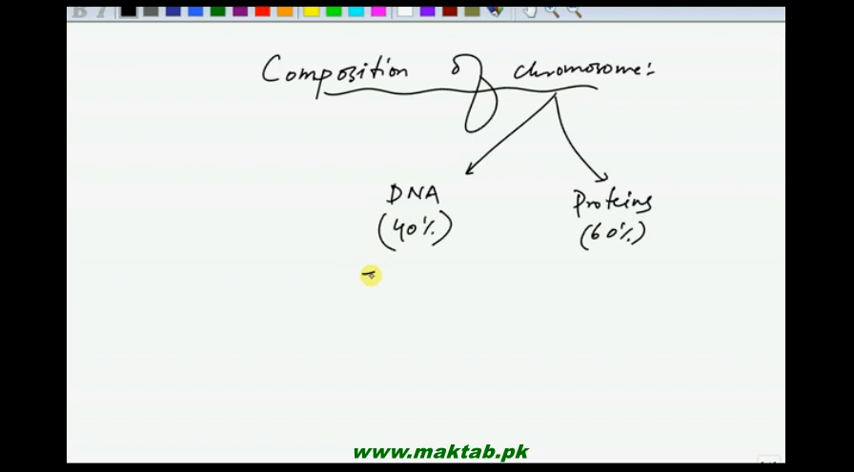 B I
Composition of chromosome:
DNA Proteins
(40%) (60%)
www.maktab.pk